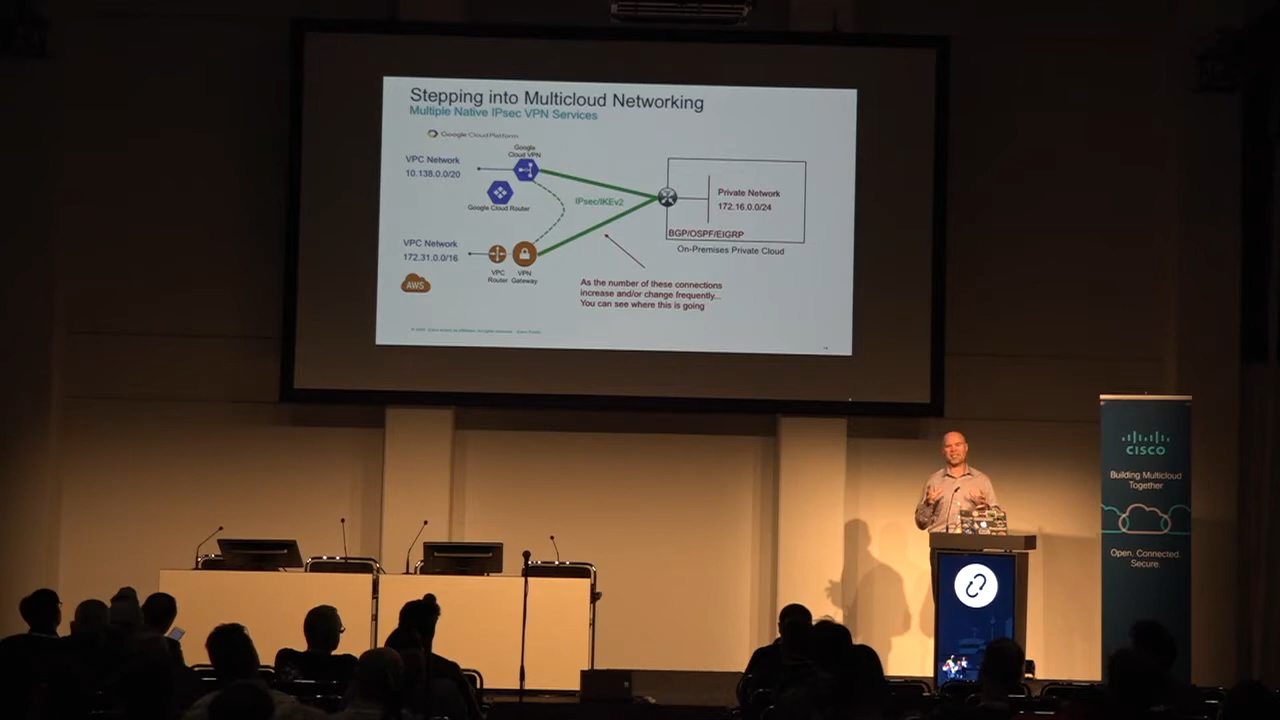 Stepping into Multicloud Networking
Multiple Native IPsec VPN Services
Google Cloud Platform
VPC Network
10.138.0.0/20
Google
Cloud VPN
Google Cloud Router
IPsec/IKEv2
Private Network
172.16.0.0/24
BGP/OSPF/EIGRP
On-Premises Private Cloud
VPC Network
172.31.0.0/16
VPC
Router
VPN
Gateway
AWS
As the number of these connections
increase and/or change frequently...
You can see where this is going
CISCO
Building Multicloud
Together
Open. Connected.
Secure.